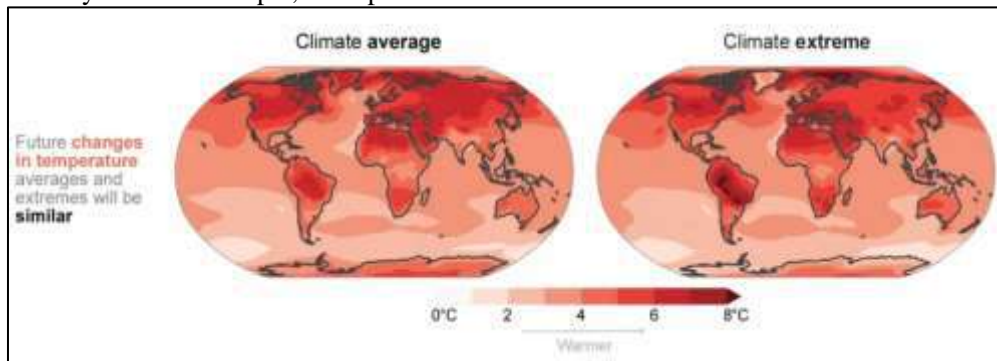 Climate average
Climate extreme
Future changes
in temperature
averages and
extremes will be
similar
0°C 2 4 6 8°C
Warmer